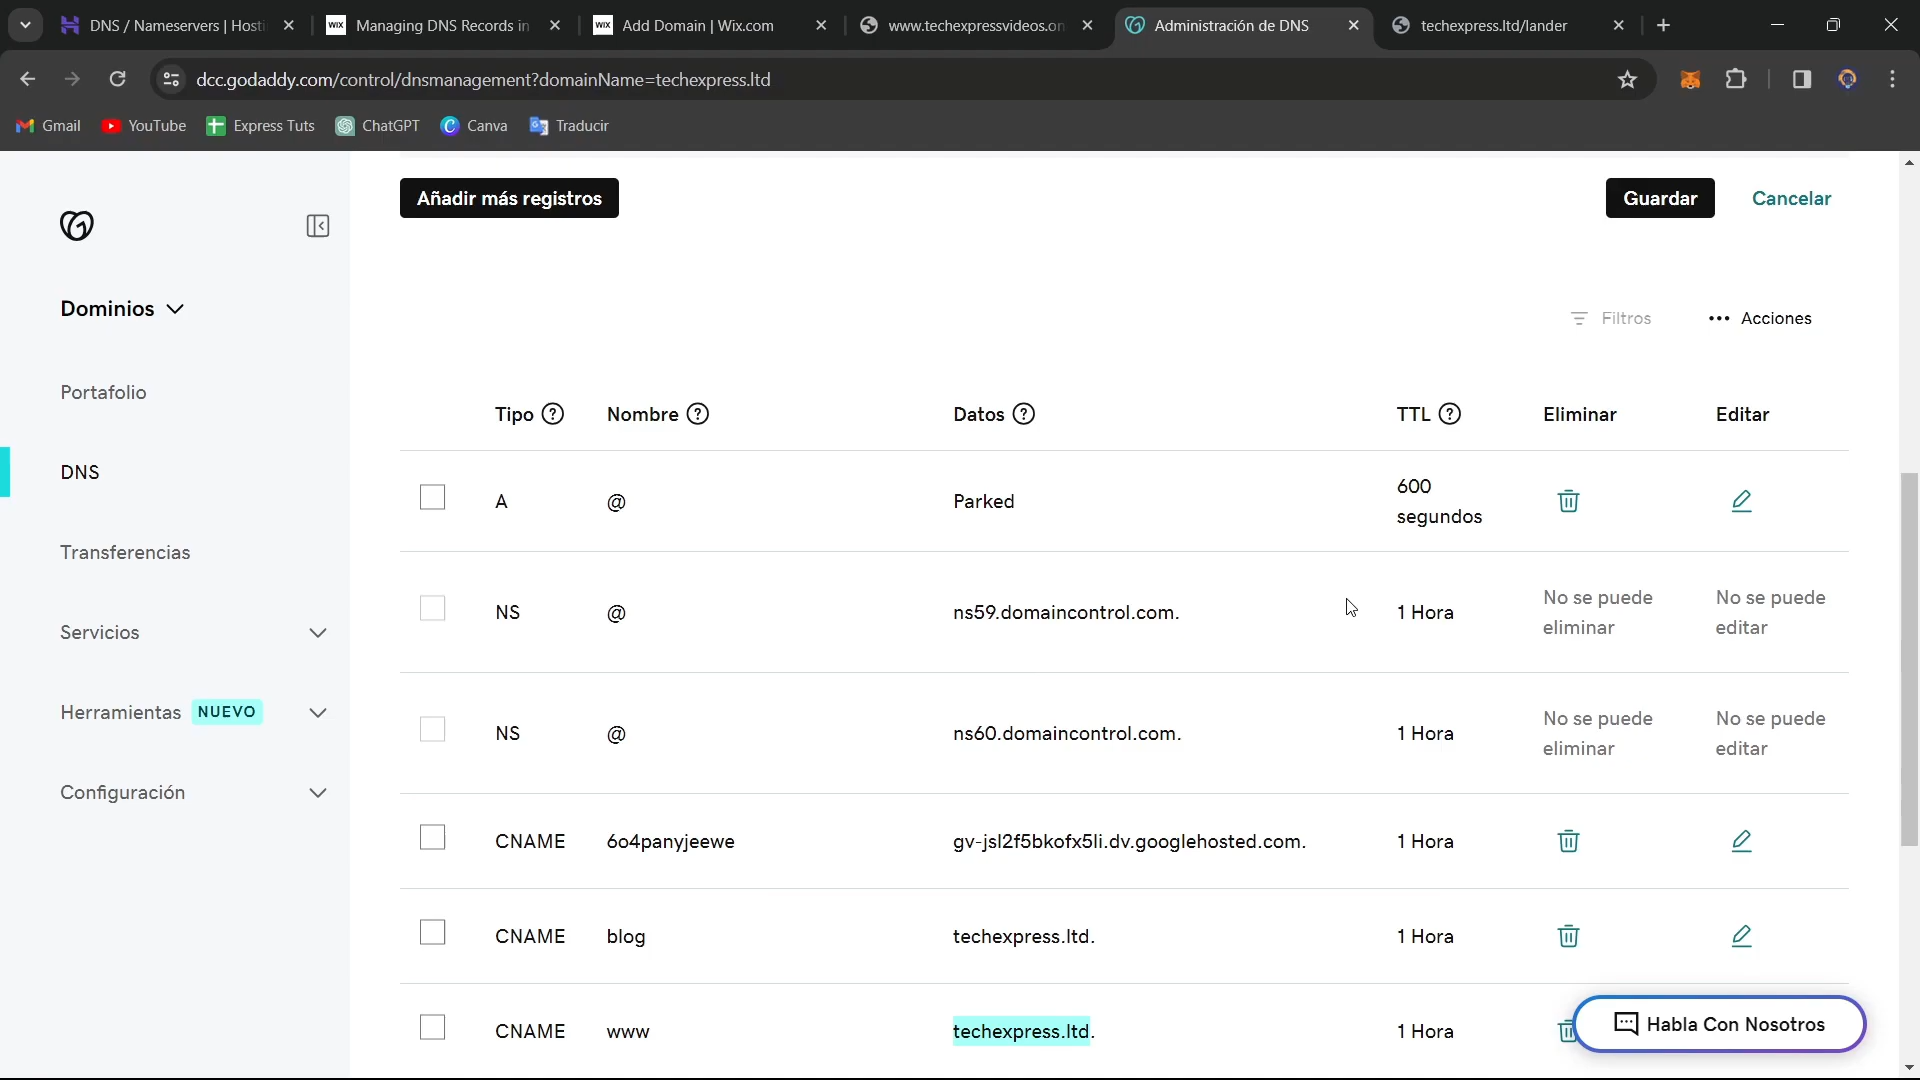 DNS / Nameservers | Hosti
Managing DNS Records in
Add Domain | Wix.com
www.techexpressvideos.on
Administración de DNS
techexpress.ltd/lander
dcc.godaddy.com/control/dnsmanagement?domainName=techexpress.ltd
Gmail
YouTube
Express Tuts
ChatGPT
Canva
Traducir
Añadir más registros
Guardar
Cancelar
Dominios
Filtros
Acciones
Portafolio
DNS
Transferencias
Servicios
Herramientas NUEVO
Configuración
Tipo ? Nombre ? Datos ? TTL ? Eliminar Editar
A @ Parked 600 segundos
NS @ ns59.domaincontrol.com. 1 Hora No se puede eliminar No se puede editar
NS @ ns60.domaincontrol.com. 1 Hora No se puede eliminar No se puede editar
CNAME 6o4panyjeewe gv-jsl2f5bkofx5li.dv.googlehosted.com. 1 Hora
CNAME blog techexpress.ltd. 1 Hora
CNAME www techexpress.ltd. 1 Hora
Habla Con Nosotros